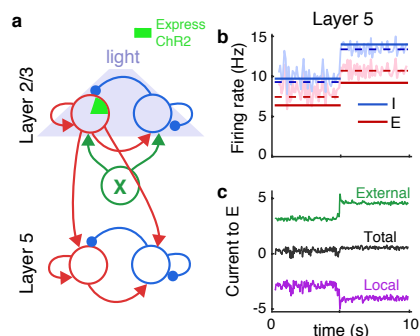 a
Express
ChR2
light
Layer 2/3
X
Layer 5
Layer 5
b
Firing rate (Hz)
15
10
5
0
I
E
c
Current to E
5
0
-5
External
Total
Local
0
time (s)
10